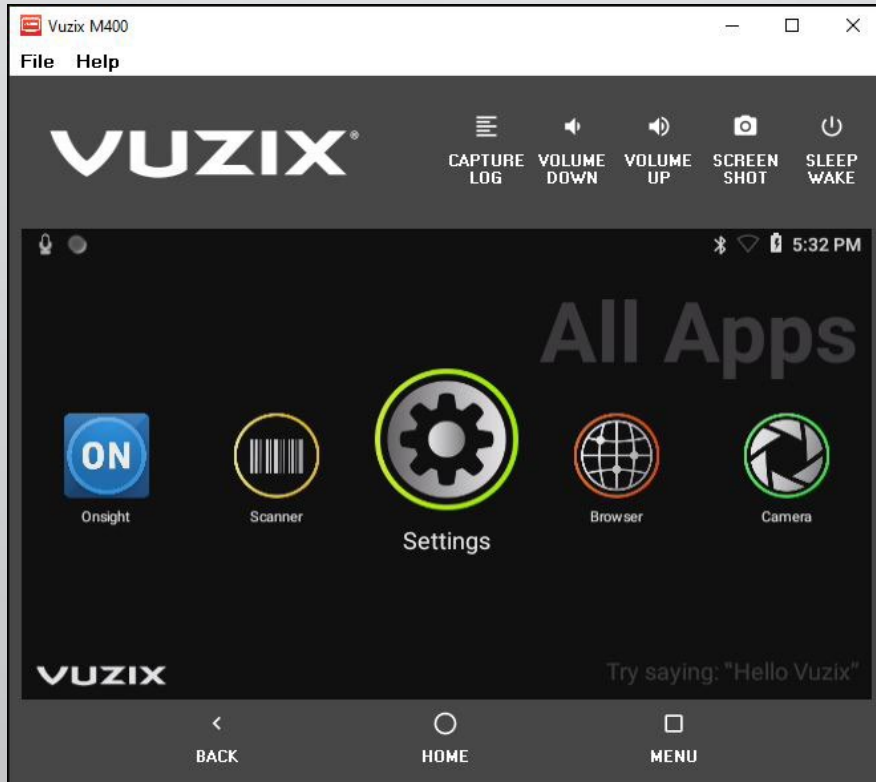 Vuzix M400
File Help
VUZIX®
CAPTURE LOG
VOLUME DOWN
VOLUME UP
SCREEN SHOT
SLEEP WAKE
5:32 PM
All Apps
ON
Onsight
Scanner
Settings
Browser
Camera
VUZIX
Try saying: "Hello Vuzix"
BACK
HOME
MENU